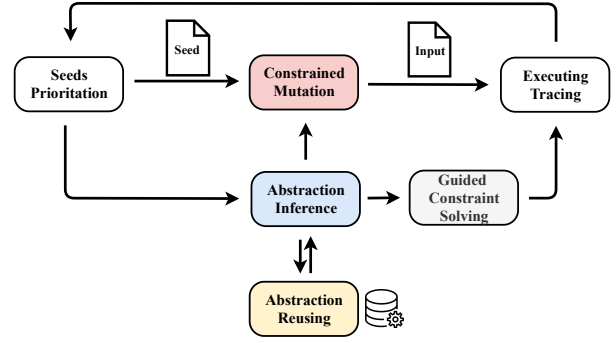 Seeds
Prioritation
Seed
Constrained
Mutation
Input
Executing
Tracing
Abstraction
Inference
Guided
Constraint
Solving
Abstraction
Reusing